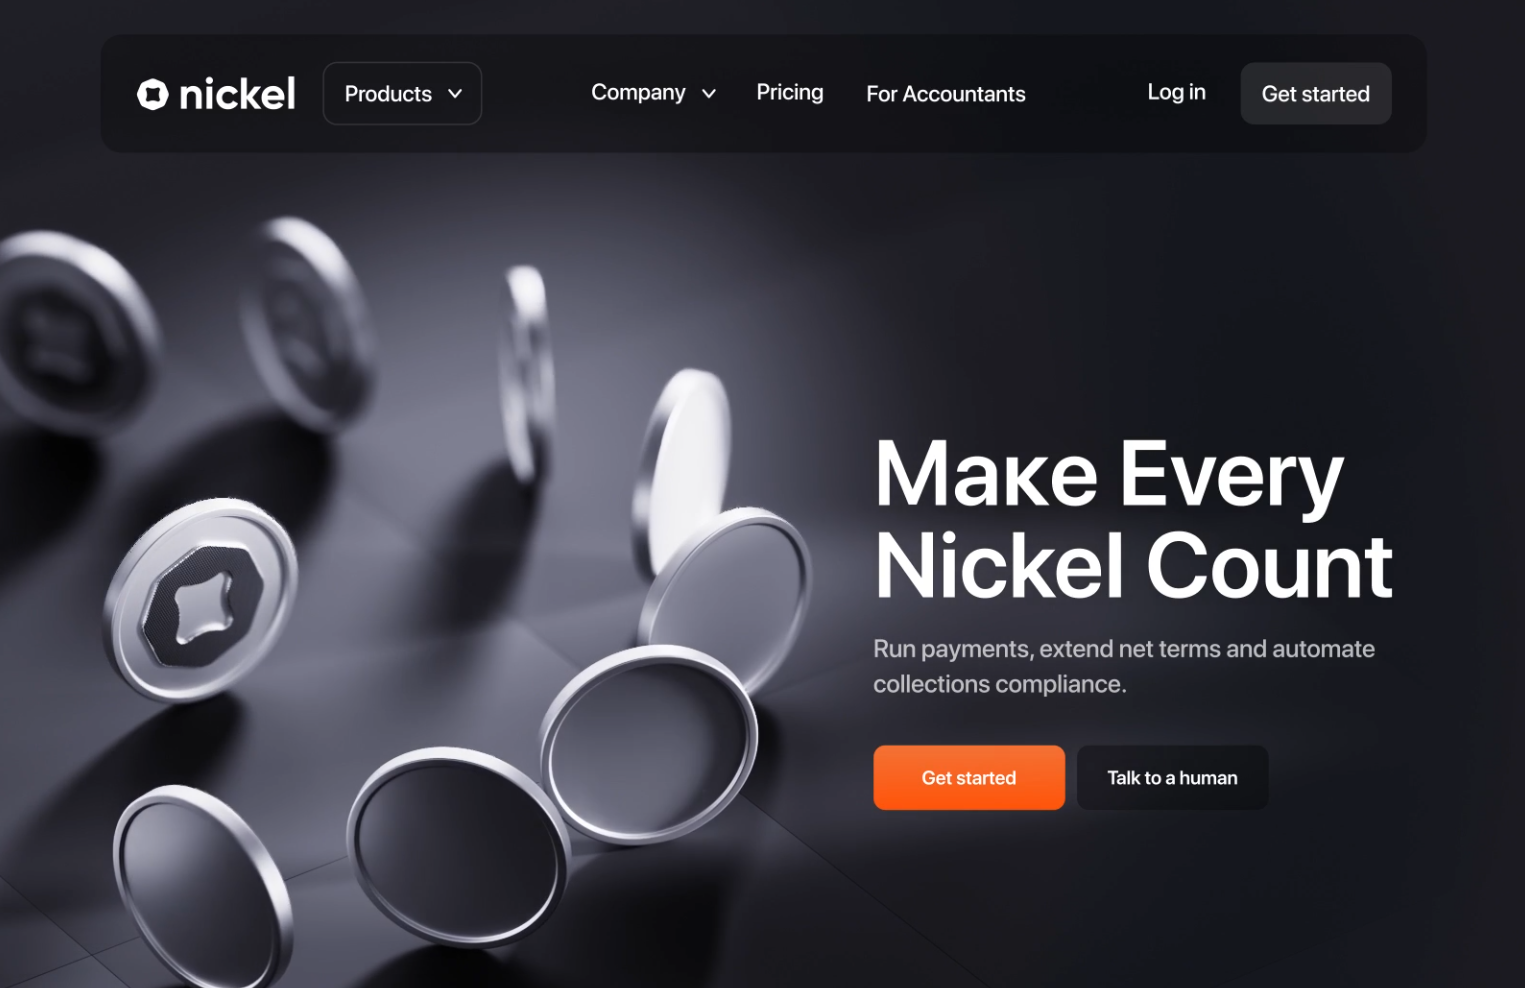 nickel
Products
Company
Pricing
For Accountants
Log in
Get started
Maкe Every
Nickel Count
Run payments, extend net terms and automate
collections compliance.
Get started
Talk to a human